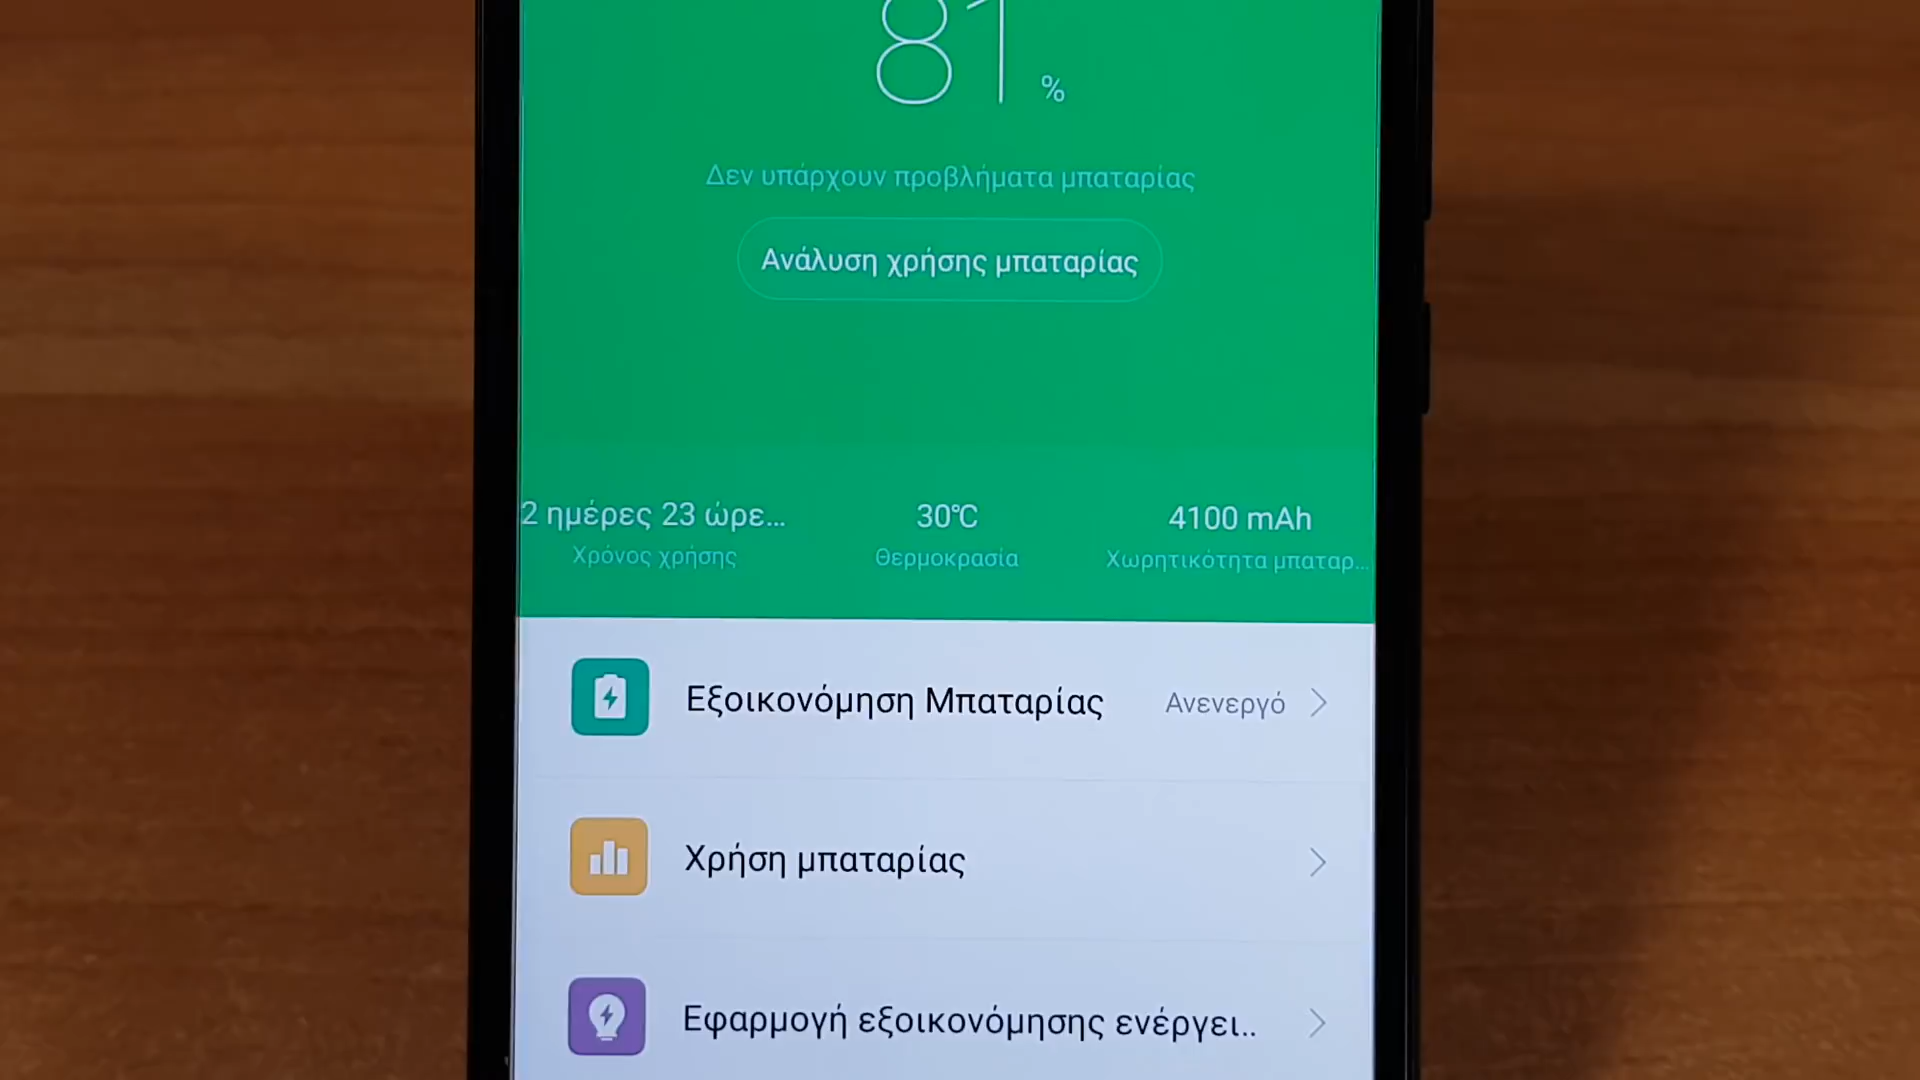 81 %
Δεν υπάρχουν προβλήματα μπαταρίας
Ανάλυση χρήσης μπαταρίας
2 ημέρες 23 ώρε...
30℃
4100 mAh
Χρόνος χρήσης
Θερμοκρασία
Χωρητικότητα μπαταρ...
Εξοικονόμηση Μπαταρίας
Ανενεργό
Χρήση μπαταρίας
Εφαρμογή εξοικονόμησης ενέργει..